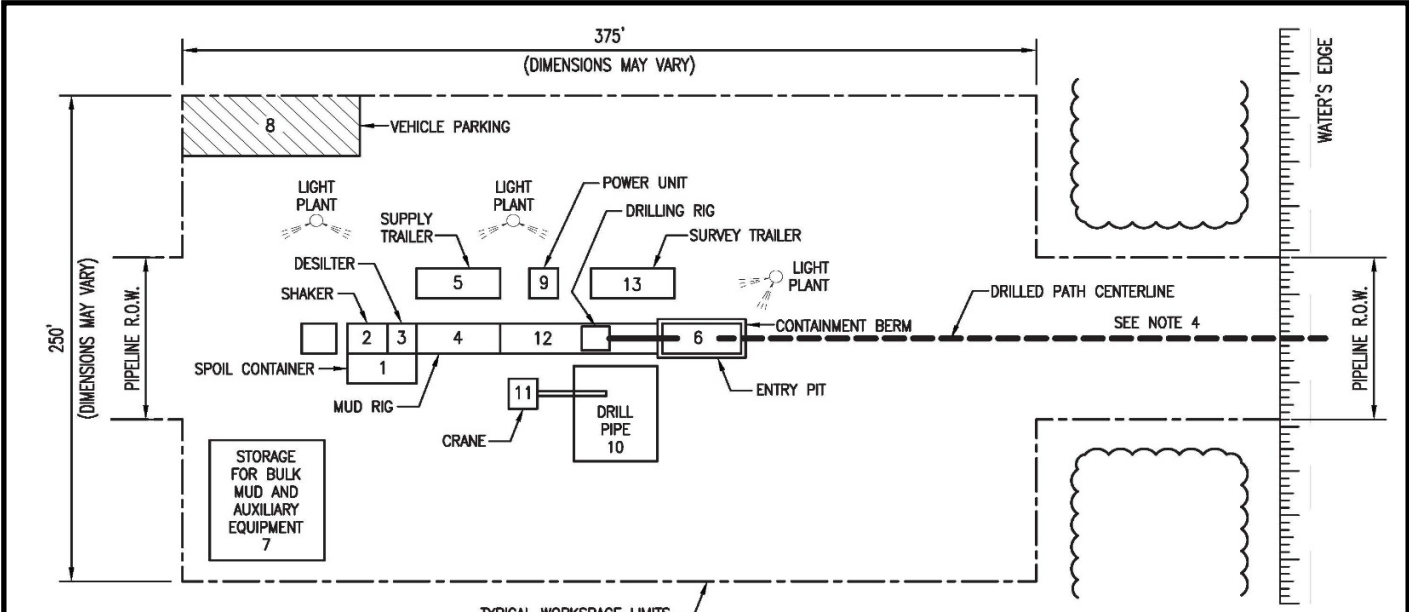 375'
(DIMENSIONS MAY VARY)
WATER'S EDGE
8
VEHICLE PARKING
LIGHT
PLANT
LIGHT
PLANT
POWER UNIT
DRILLING RIG
SUPPLY
TRAILER
SURVEY TRAILER
DESILTER
5
9
13
LIGHT
PLANT
SHAKER
DRILLED PATH CENTERLINE
250'
(DIMENSIONS MAY VARY)
PIPELINE R.O.W.
2
3
4
12
6
CONTAINMENT BERM
SEE NOTE 4
PIPELINE R.O.W.
SPOIL CONTAINER
1
MUD RIG
11
ENTRY PIT
CRANE
DRILL
PIPE
10
STORAGE
FOR BULK
MUD AND
AUXILIARY
EQUIPMENT
7
TYPICAL WORKSPACE LIMITS